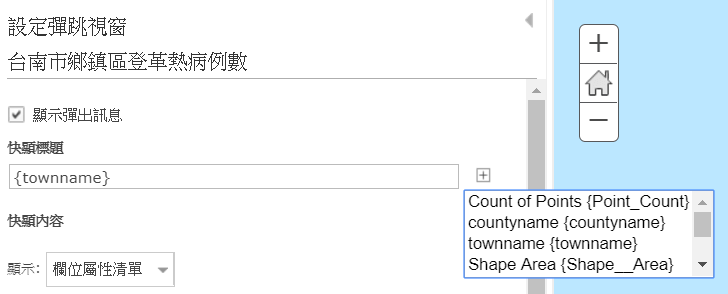 設定彈跳視窗
台南市鄉鎮區登革熱病例數
顯示彈出訊息
快顯標題
{townname}
Count of Points {Point_Count}
countyname {countyname}
townname {townname}
Shape Area {Shape__Area}
快顯內容
顯示: 欄位屬性清單